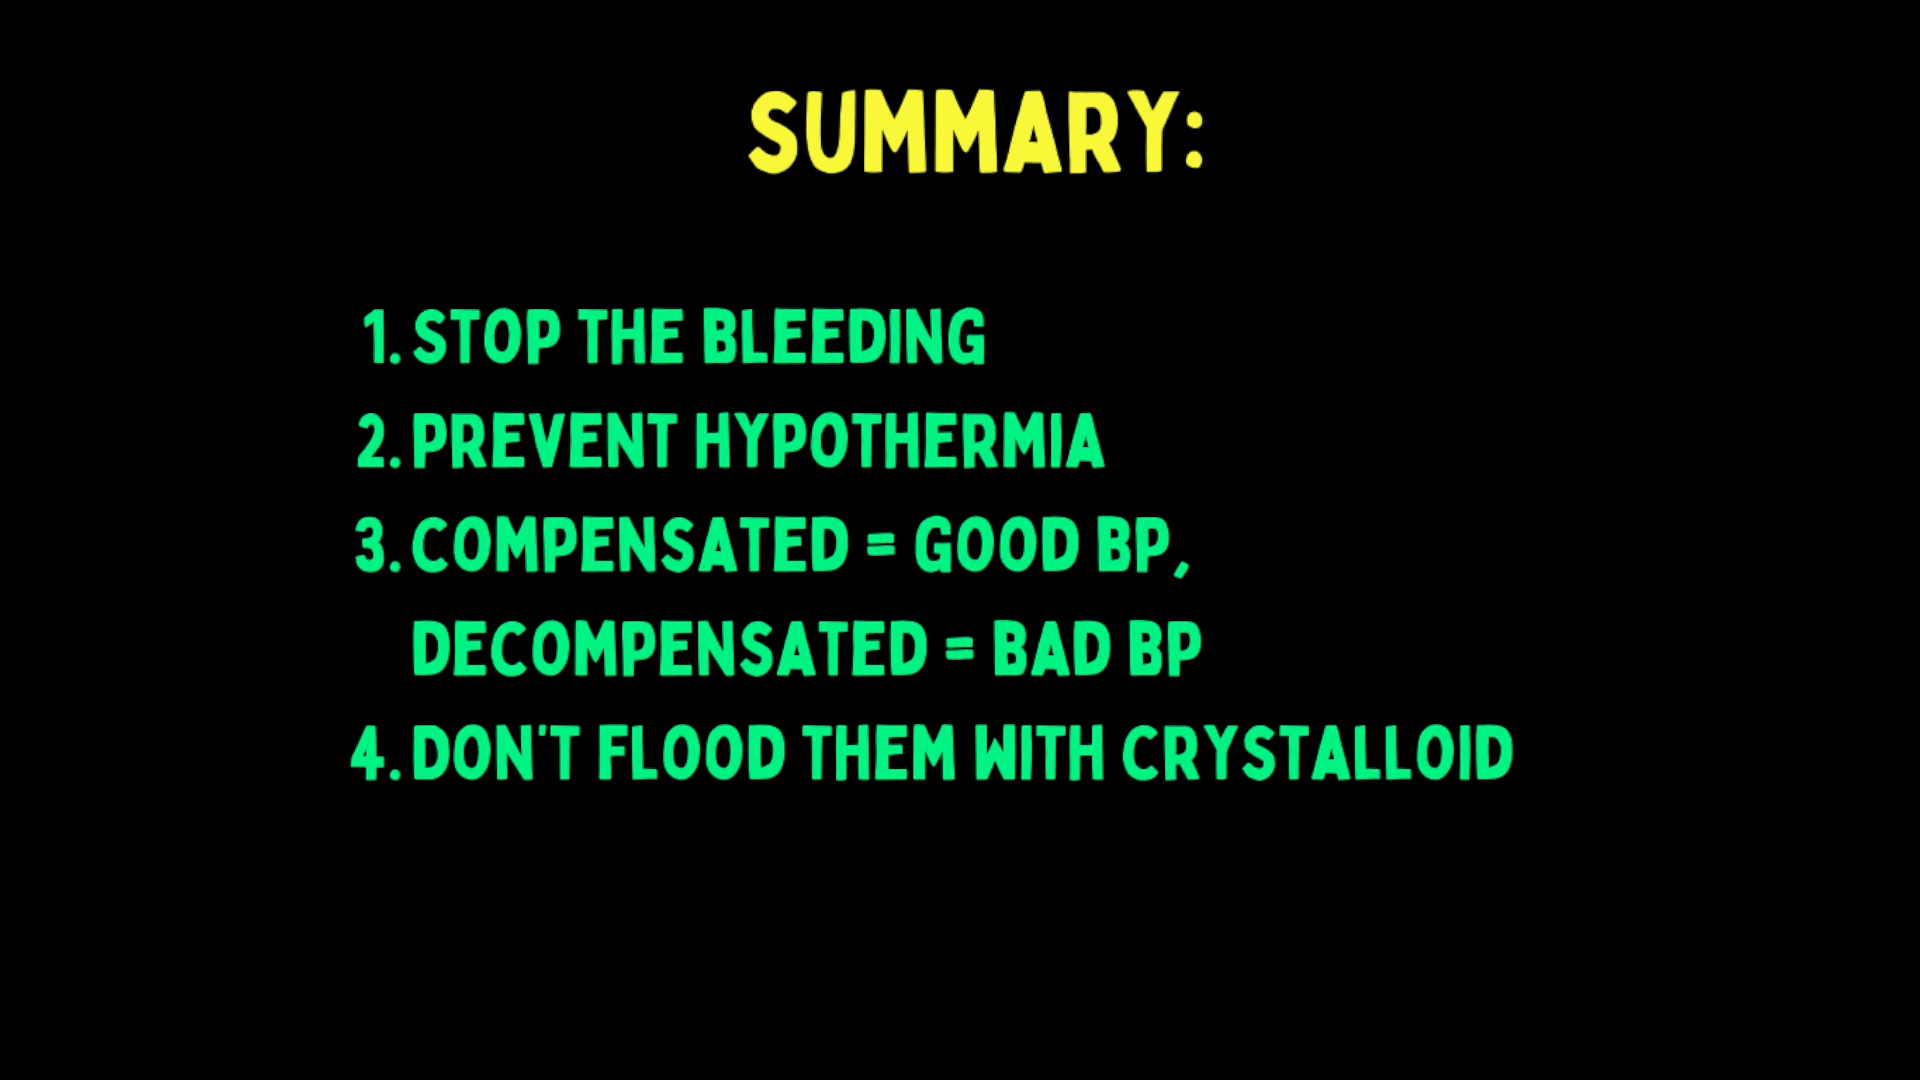 SUMMARY:
1. STOP THE BLEEDING
2. PREVENT HYPOTHERMIA
3. COMPENSATED = GOOD BP,
DECOMPENSATED = BAD BP
4. DON'T FLOOD THEM WITH CRYSTALLOID